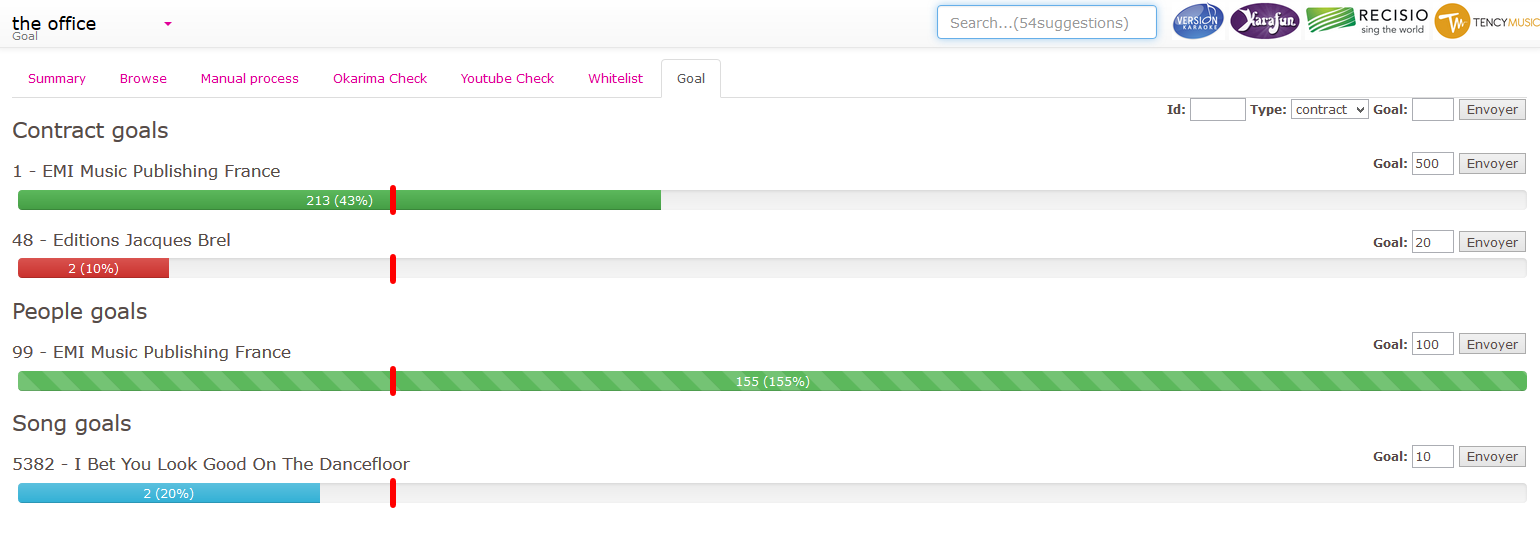 the office
Goal
Search...(54suggestions)
VERSION KARAOKE
Karafun
RECISIO
sing the world
TW TENCYMUSIC
Summary Browse Manual process Okarima Check Youtube Check Whitelist Goal
Id: Type: contract Goal: Envoyer
Contract goals
1 - EMI Music Publishing France Goal: 500 Envoyer
213 (43%)
48 - Editions Jacques Brel Goal: 20 Envoyer
2 (10%)
People goals
99 - EMI Music Publishing France Goal: 100 Envoyer
155 (155%)
Song goals
5382 - I Bet You Look Good On The Dancefloor Goal: 10 Envoyer
2 (20%)